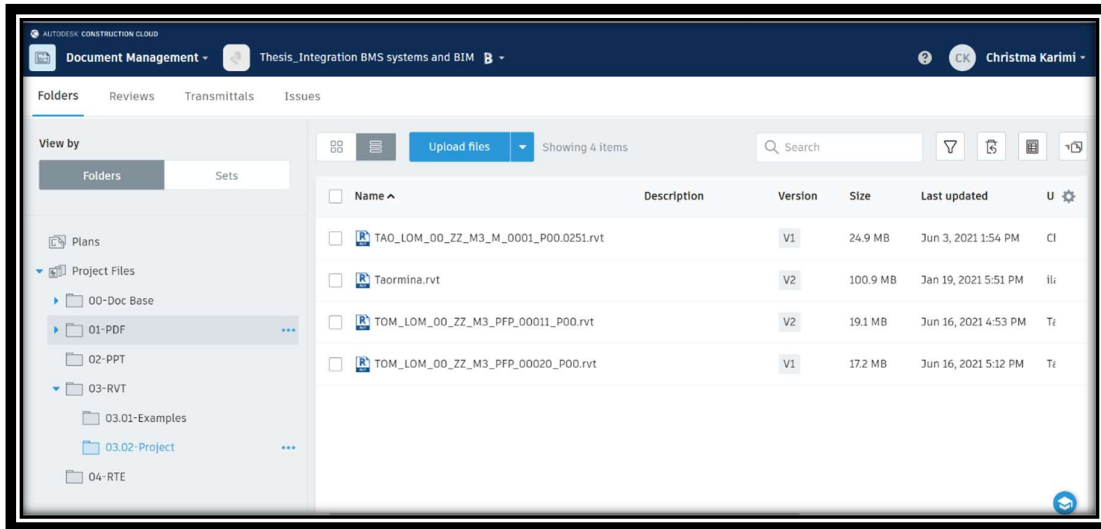 AUTODESK CONSTRUCTION CLOUD
Document Management
Thesis_Integration BMS systems and BIM
B
CK
Christma Karimi
Folders
Reviews
Transmittals
Issues
View by
Folders
Sets
Plans
Project Files
00-Doc Base
01-PDF
02-PPT
03-RVT
03.01-Examples
03.02-Project
04-RTE
Upload files
Showing 4 items
Search
Name Description Version Size Last updated U
TAO_LOM_00_ZZ_M3_M_0001_P00.0251.rvt V1 24.9 MB Jun 3, 2021 1:54 PM
Taormina.rvt V2 100.9 MB Jan 19, 2021 5:51 PM
TOM_LOM_00_ZZ_M3_PFP_00011_P00.rvt V2 19.1 MB Jun 16, 2021 4:53 PM
TOM_LOM_00_ZZ_M3_PFP_00020_P00.rvt V1 17.2 MB Jun 16, 2021 5:12 PM